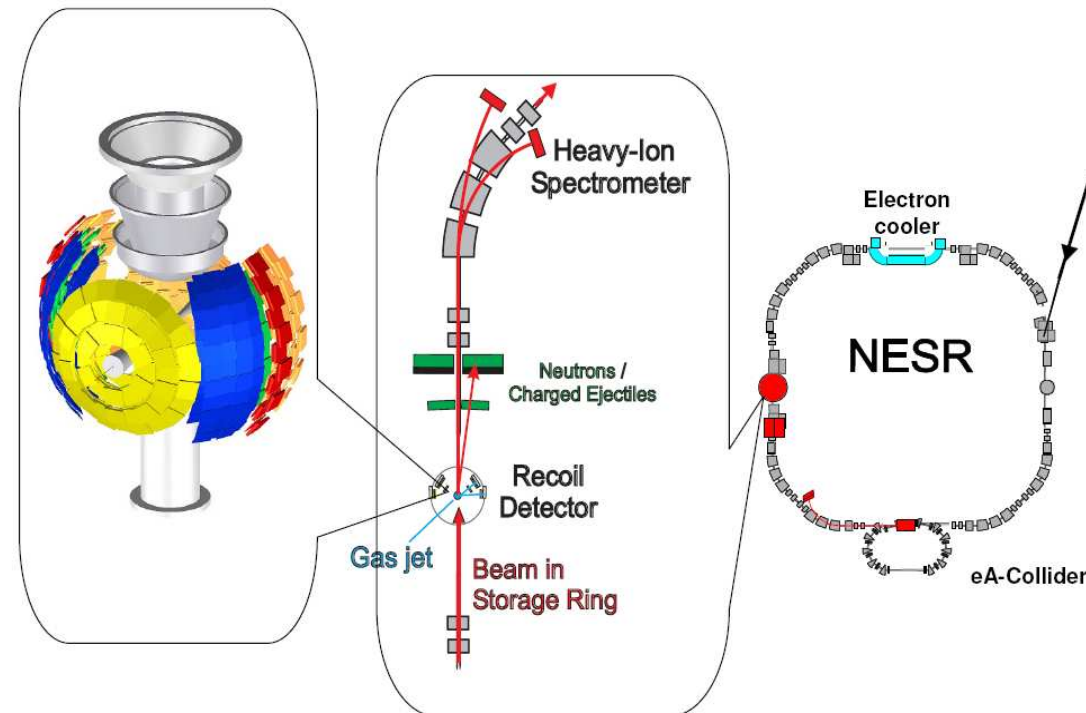 Heavy-Ion
Spectrometer
Neutrons /
Charged Ejectiles
Recoil
Detector
Gas jet
Beam in
Storage Ring
Electron
cooler
NESR
eA-Collider